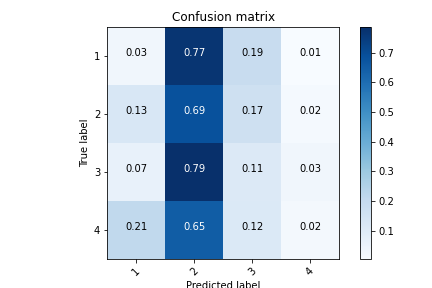 Confusion matrix
1 0.03 0.77 0.19 0.01
2 0.13 0.69 0.17 0.02
3 0.07 0.79 0.11 0.03
4 0.21 0.65 0.12 0.02
1 2 3 4
True label
Predicted label
0.7
0.6
0.5
0.4
0.3
0.2
0.1